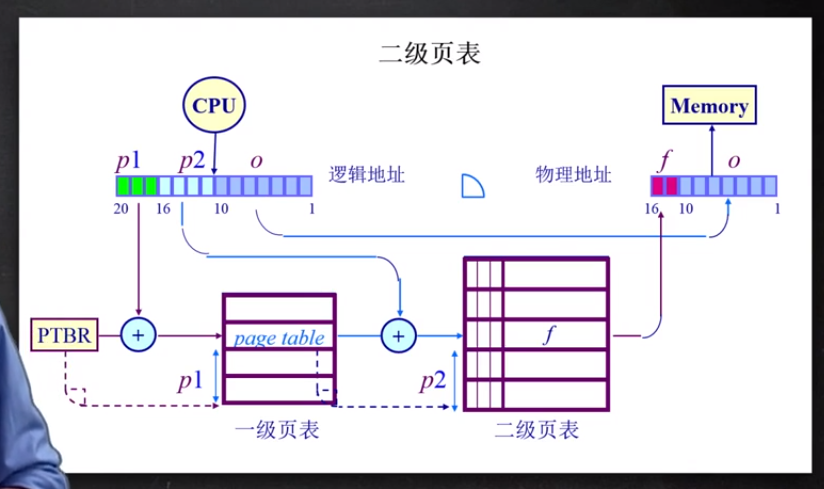 二级页表
CPU
Memory
p1 p2 o
逻辑地址
物理地址
f o
20 16 10 1
16 10 1
PTBR
+
page table
+
f
p1
p2
一级页表
二级页表